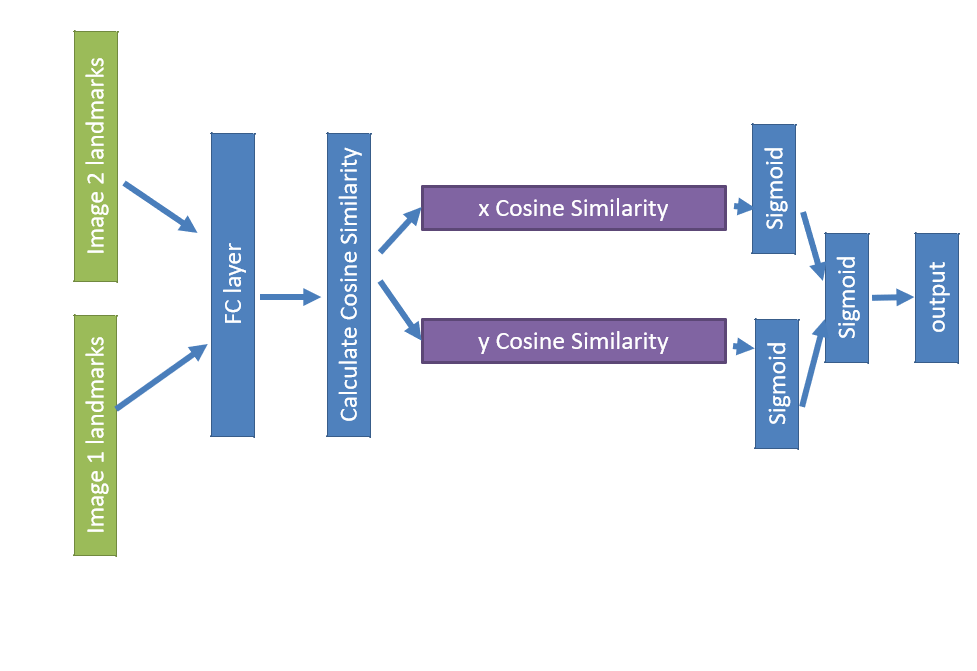 Image 2 landmarks
Image 1 landmarks
FC layer
Calculate Cosine Similarity
x Cosine Similarity
y Cosine Similarity
Sigmoid
Sigmoid
Sigmoid
output